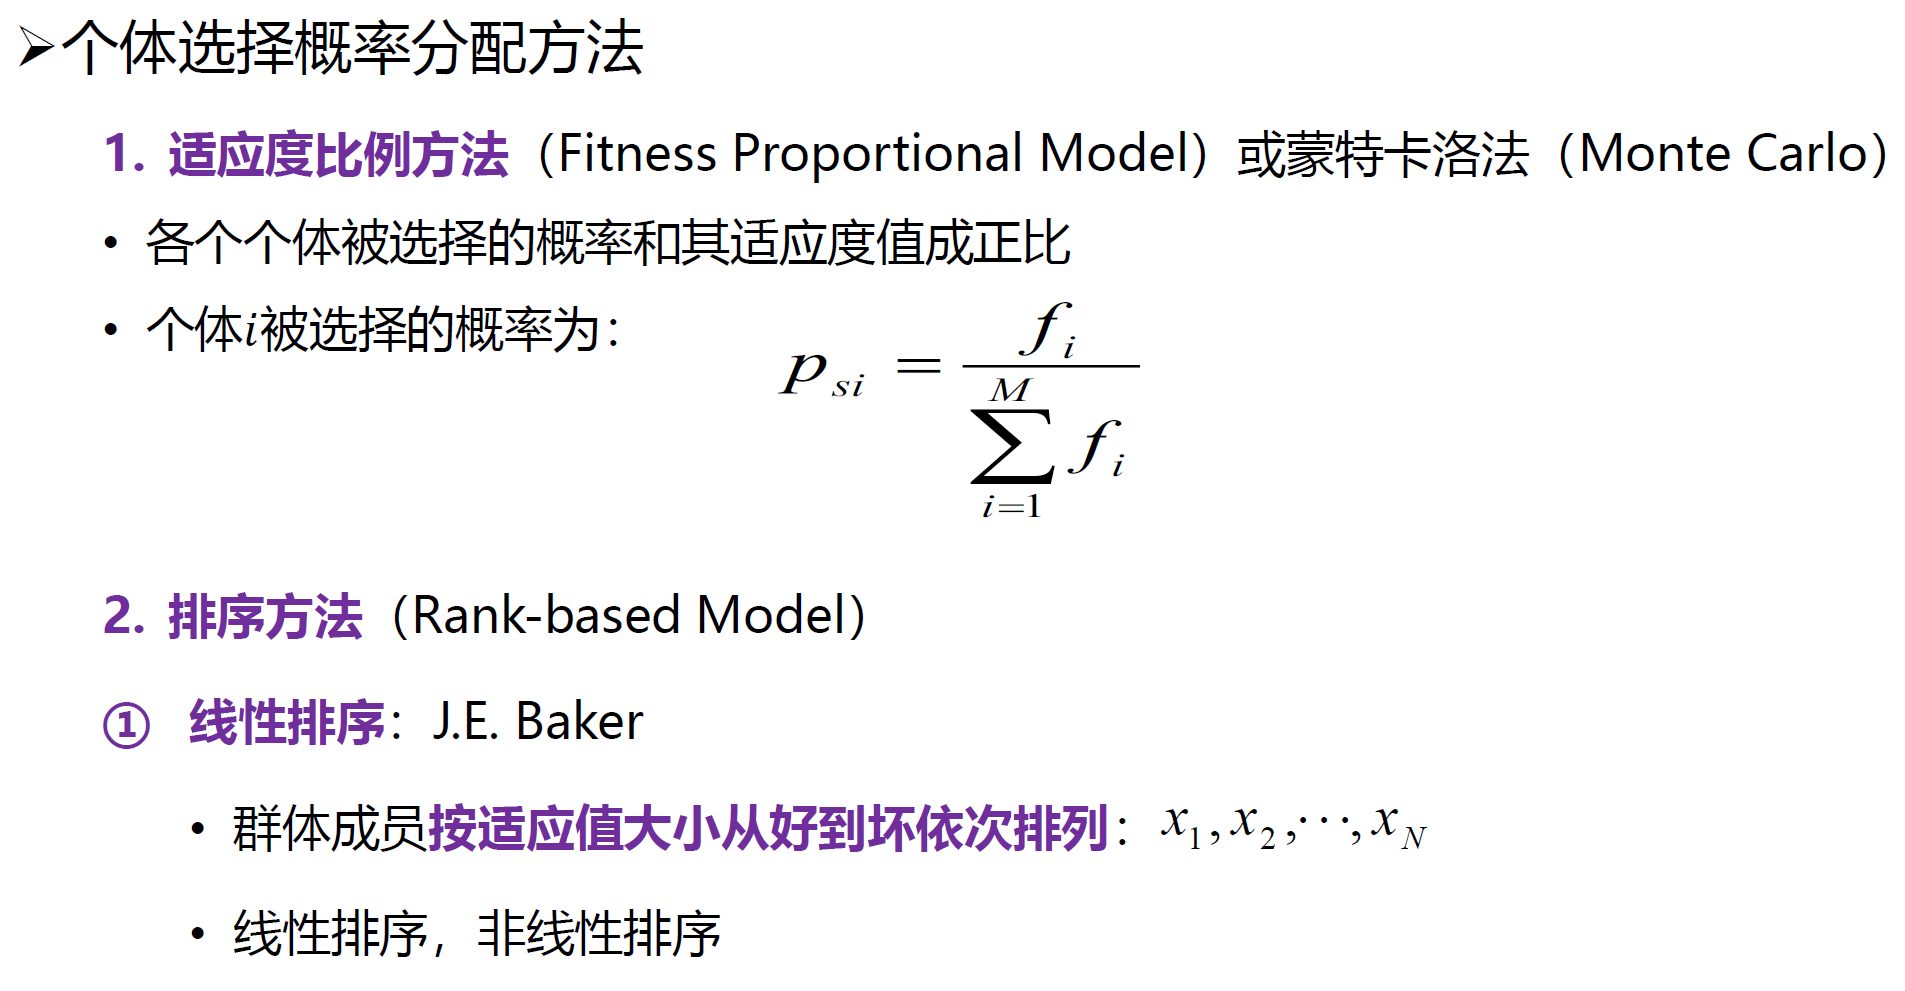 ➢个体选择概率分配方法
1. 适应度比例方法（Fitness Proportional Model）或蒙特卡洛法（Monte Carlo）
• 各个个体被选择的概率和其适应度值成正比
• 个体i被选择的概率为：
p_{si} = \frac{f_i}{\sum_{i=1}^{M} f_i}
2. 排序方法（Rank-based Model）
① 线性排序：J.E. Baker
• 群体成员按适应值大小从好到坏依次排列：x_1, x_2, ⋯, x_N
• 线性排序，非线性排序